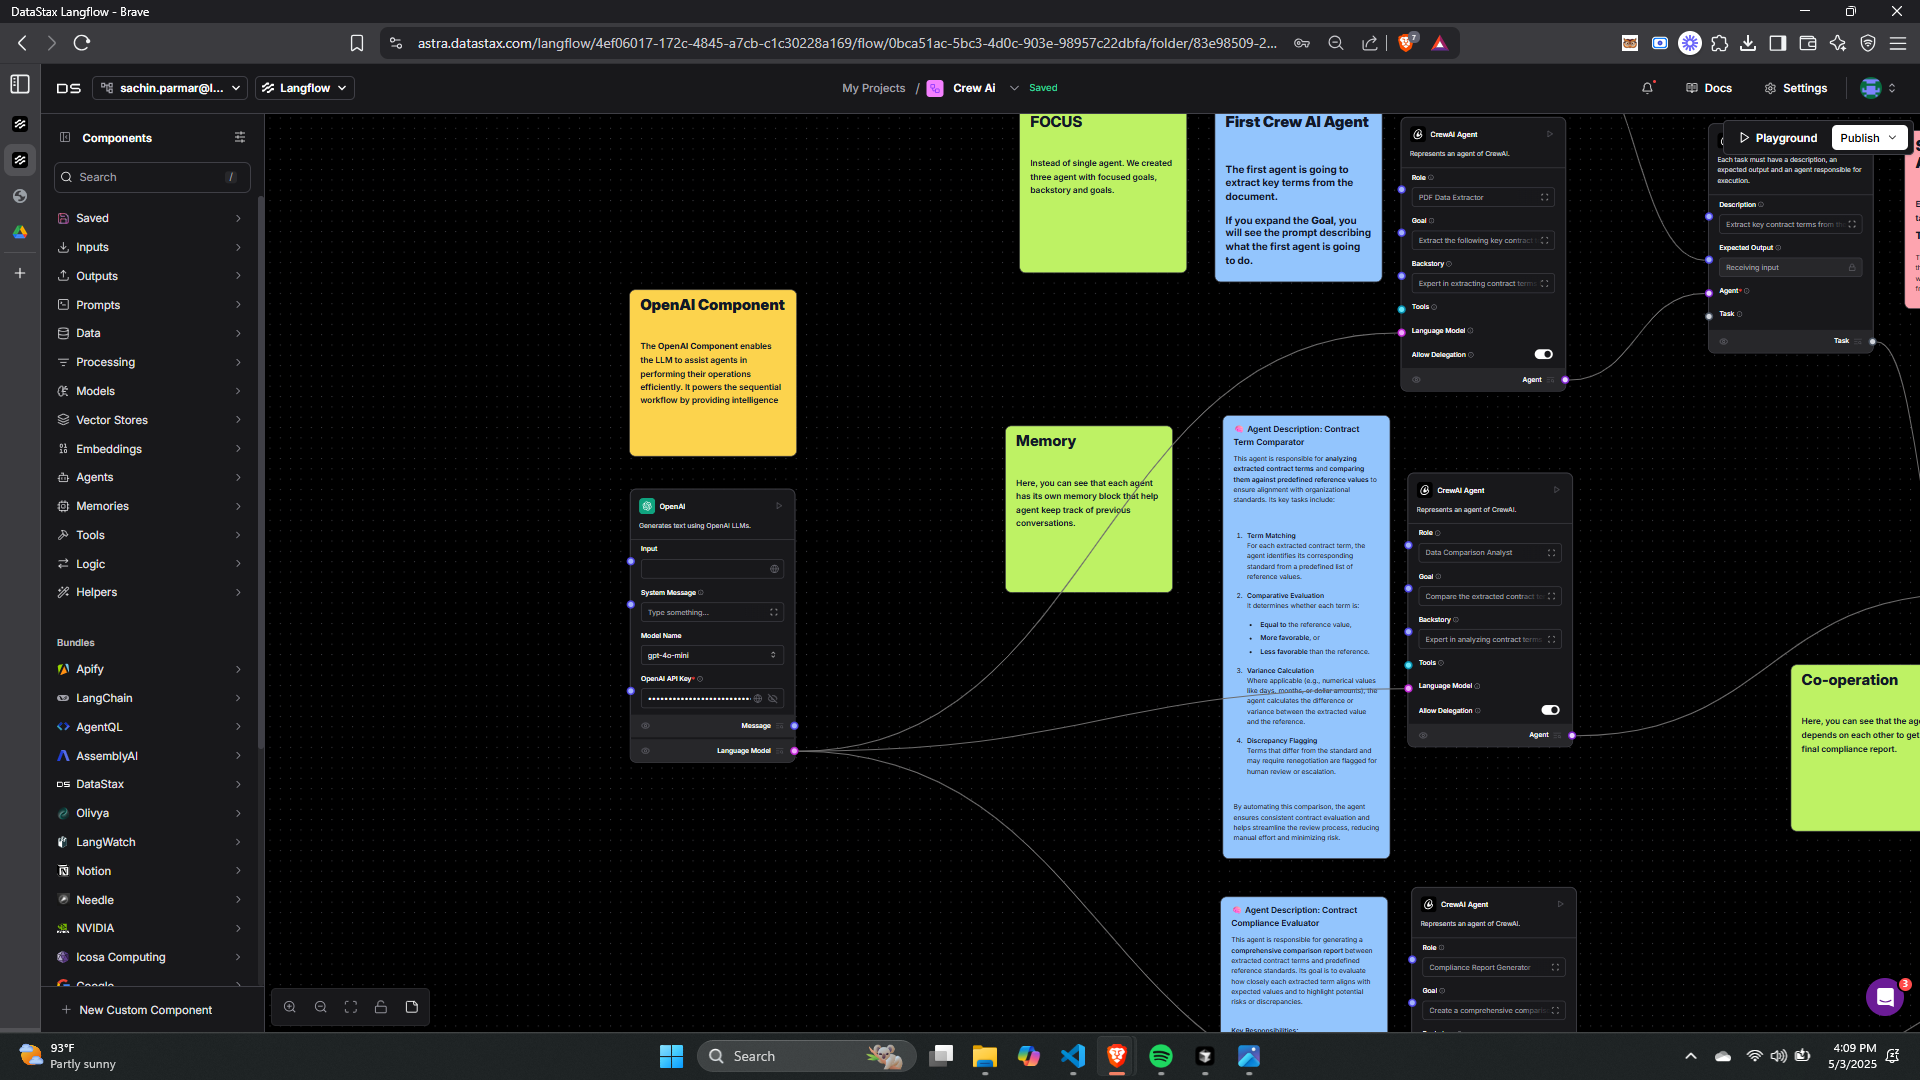 DataStax Langflow - Brave
astra.datastax.com/langflow/4ef06017-172c-4845-a7cb-c1c30228a169/flow/0bca51ac-5bc3-4d0c-903e-98957c22dbfa/folder/83e98509-2...
7
DS
sachin.parmar@l...
Langflow
My Projects / Crew Ai
Saved
Docs
Settings
Components
Search
/
Saved
Inputs
Outputs
Prompts
Data
Processing
Models
Vector Stores
Embeddings
Agents
Memories
Tools
Logic
Helpers
Bundles
Apify
LangChain
AgentQL
AssemblyAI
DS DataStax
Olivya
LangWatch
Notion
Needle
NVIDIA
Icosa Computing
Google
New Custom Component
OpenAI Component
The OpenAI Component enables
the LLM to assist agents in
performing their operations
efficiently. It powers the sequential
workflow by providing intelligence
OpenAI
Generates text using OpenAI LLMs.
Input
System Message
Type something...
Model Name
gpt-4o-mini
OpenAI API Key*
Message
Language Model
FOCUS
Instead of single agent. We created
three agent with focused goals,
backstory and goals.
Memory
Here, you can see that each agent
has its own memory block that help
agent keep track of previous
conversations.
First Crew AI Agent
The first agent is going to
extract key terms from the
document.
If you expand the Goal, you
will see the prompt describing
what the first agent is going
to do.
Agent Description: Contract
Term Comparator
This agent is responsible for analyzing
extracted contract terms and comparing
them against predefined reference values to
ensure alignment with organizational
standards. Its key tasks include:
1. Term Matching
For each extracted contract term, the
agent identifies its corresponding
standard from a predefined list of
reference values.
2. Comparative Evaluation
It determines whether each term is:
• Equal to the reference value,
• More favorable, or
• Less favorable than the reference.
3. Variance Calculation
Where applicable (e.g., numerical values
like days, months, or dollar amounts), the
agent calculates the difference or
variance between the extracted value
and the reference.
4. Discrepancy Flagging
Terms that differ from the standard and
may require renegotiation are flagged for
human review or escalation.
By automating this comparison, the agent
ensures consistent contract evaluation and
helps streamline the review process, reducing
manual effort and minimizing risk.
Agent Description: Contract
Compliance Evaluator
This agent is responsible for generating a
comprehensive comparison report between
extracted contract terms and predefined
reference standards. Its goal is to evaluate
how closely each extracted term aligns with
expected values and to highlight potential
risks or discrepancies.
Key Responsibilities:
CrewAI Agent
Represents an agent of CrewAI.
Role
PDF Data Extractor
Goal
Extract the following key contract
Backstory
Expert in extracting contract terms
Tools
Language Model
Allow Delegation
Agent
CrewAI Agent
Represents an agent of CrewAI.
Role
Data Comparison Analyst
Goal
Compare the extracted contract
Backstory
Expert in analyzing contract terms
Tools
Language Model
Allow Delegation
Agent
CrewAI Agent
Represents an agent of CrewAI.
Role
Compliance Report Generator
Goal
Create a comprehensive
Playground
Publish
Each task must have a description, an
expected output and an agent responsible for
execution.
Description
Extract key contract terms from
Expected Output
Receiving input
Agent*
Task
Task
Co-operation
Here, you can see that the
depends on each other to get
final compliance report.
3
93°F
Partly sunny
Search
4:09 PM
5/3/2025